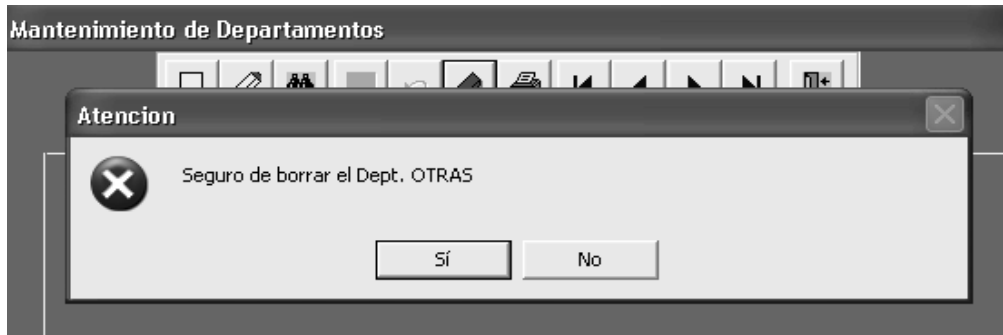 Mantenimiento de Departamentos
Atencion
Seguro de borrar el Dept. OTRAS
Sí
No